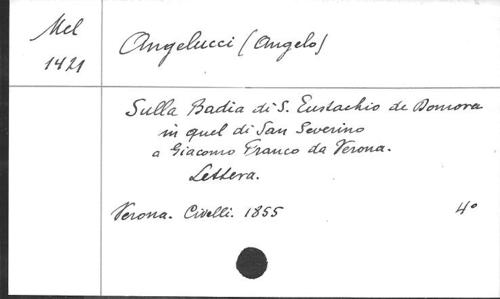 Mel
1421
Angelucci (Angelo)
Sulla Badia di S. Eustachio de Domora
in quel di San Severino
a Giacomo Franco da Verona.
Lettera.
Verona. Civelli. 1855 4°